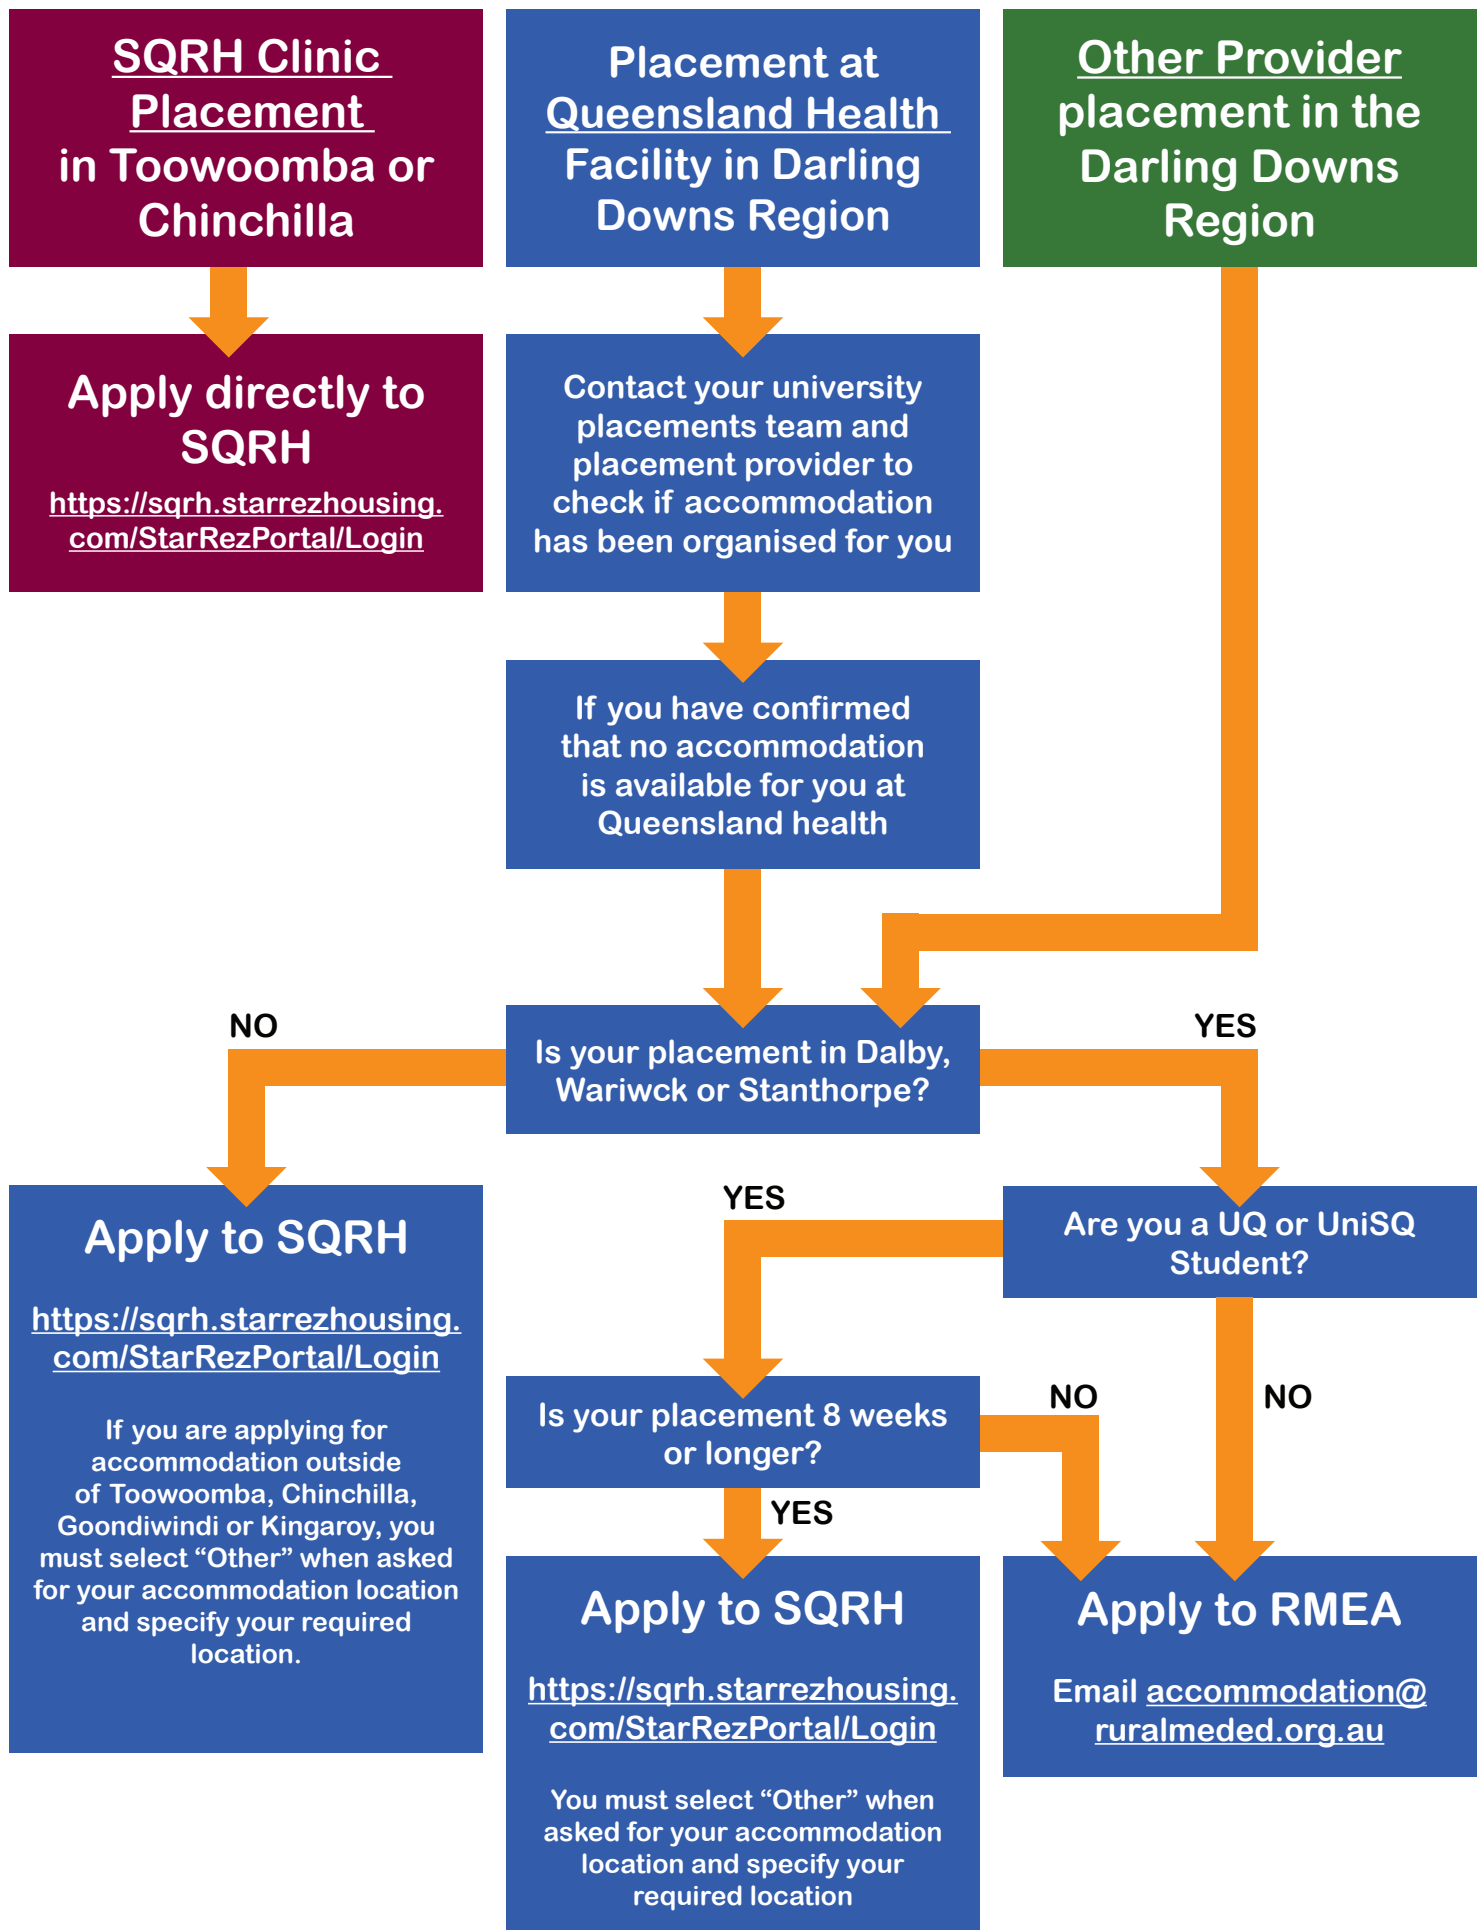 SQRH Clinic
Placement
in Toowoomba or
Chinchilla
Placement at
Queensland Health
Facility in Darling
Downs Region
Other Provider
placement in the
Darling Downs
Region
Apply directly to
SQRH
https://sqrh.starrezhousing.
com/StarRezPortal/Login
Contact your university
placements team and
placement provider to
check if accommodation
has been organised for you
If you have confirmed
that no accommodation
is available for you at
Queensland health
NO
Is your placement in Dalby,
Wariwck or Stanthorpe?
YES
Apply to SQRH
https://sqrh.starrezhousing.
com/StarRezPortal/Login
If you are applying for
accommodation outside
of Toowoomba, Chinchilla,
Goondiwindi or Kingaroy, you
must select “Other” when asked
for your accommodation location
and specify your required
location.
YES
Are you a UQ or UniSQ
Student?
Is your placement 8 weeks
or longer?
NO
NO
YES
Apply to SQRH
https://sqrh.starrezhousing.
com/StarRezPortal/Login
You must select “Other” when
asked for your accommodation
location and specify your
required location
Apply to RMEA
Email accommodation@
ruralmeded.org.au